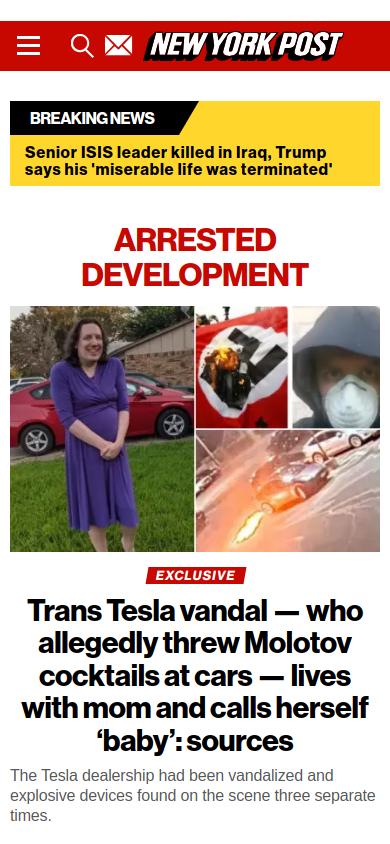 NEW YORK POST
BREAKING NEWS
Senior ISIS leader killed in Iraq, Trump
says his 'miserable life was terminated'
ARRESTED
DEVELOPMENT
EXCLUSIVE
Trans Tesla vandal — who
allegedly threw Molotov
cocktails at cars — lives
with mom and calls herself
‘baby’: sources
The Tesla dealership had been vandalized and
explosive devices found on the scene three separate
times.